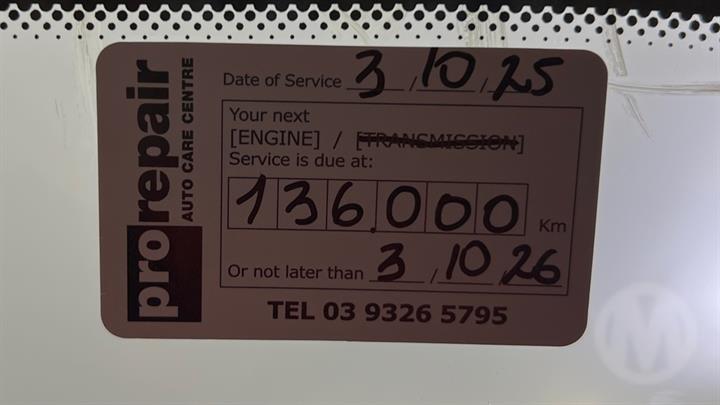 prorepair
AUTO CARE CENTRE
Date of Service 3/10/25
Your next
[ENGINE] / [TRANSMISSION]
Service is due at:
136.000 Km
Or not later than 3/10/26
TEL 03 9326 5795
M